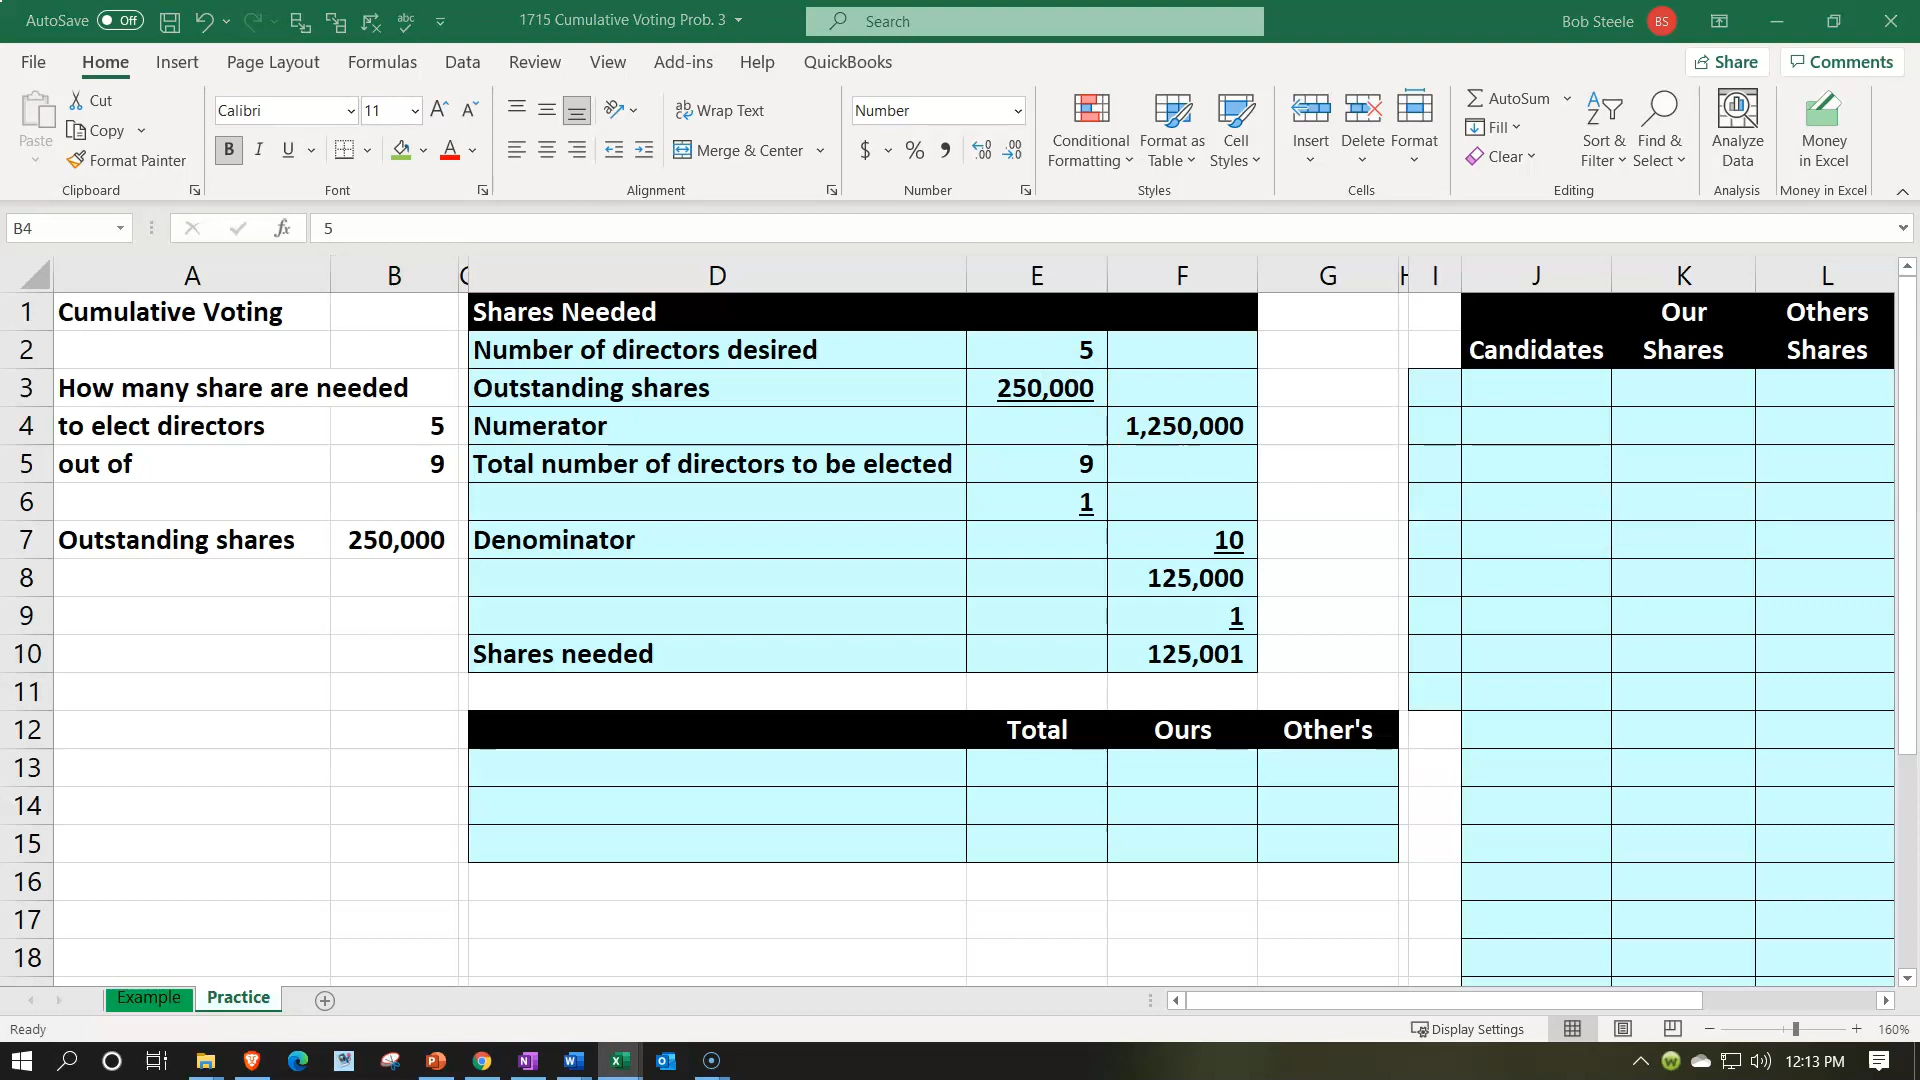 AutoSave Off 1715 Cumulative Voting Prob. 3 Search Bob Steele BS
File Home Insert Page Layout Formulas Data Review View Add-ins Help QuickBooks Share Comments
Paste Cut Copy Format Painter Clipboard
Calibri 11 B I U Font
Wrap Text Merge & Center Alignment
Number $ % Number
Conditional Formatting Format as Table Cell Styles Styles
Insert Delete Format Cells
AutoSum Fill Clear Sort & Filter Find & Select Editing
Analyze Data Analysis
Money in Excel Money in Excel
B4 fx 5
A B C D E F G H I J K L
1 Cumulative Voting Shares Needed Our Others
2 Number of directors desired 5 Candidates Shares Shares
3 How many share are needed Outstanding shares 250,000
4 to elect directors 5 Numerator 1,250,000
5 out of 9 Total number of directors to be elected 9
6 1
7 Outstanding shares 250,000 Denominator 10
8 125,000
9 1
10 Shares needed 125,001
11
12 Total Ours Other's
13
14
15
16
17
18
Example Practice
Ready Display Settings 160%
12:13 PM